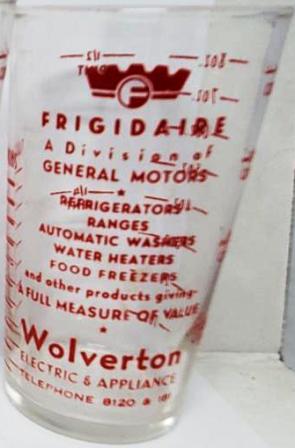 F
FRIGIDAIRE
A Division of
GENERAL MOTORS
REFRIGERATORS
RANGES
AUTOMATIC WASHERS
WATER HEATERS
FOOD FREEZERS
and other products giving
A FULL MEASURE OF VALUE
Wolverton
ELECTRIC & APPLIANCE
TELEPHONE 8120 & 181